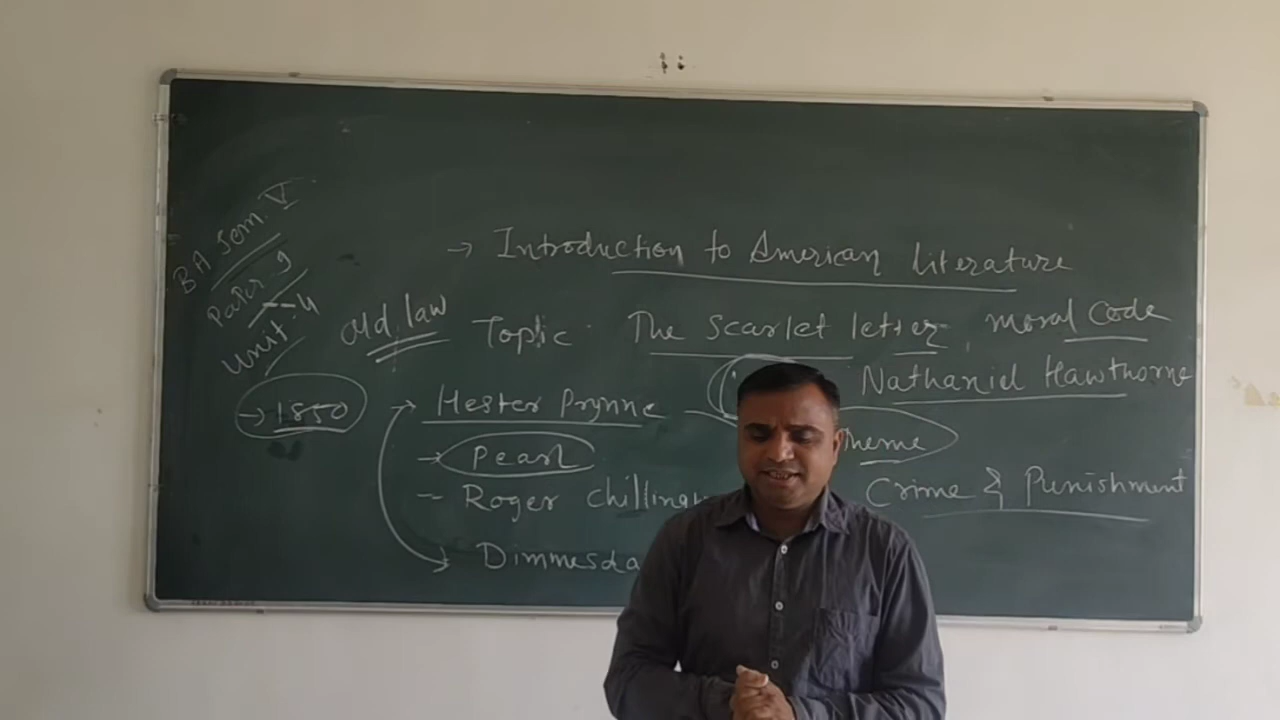 BA Sem. V
Paper 9
Unit - 4
→ Introduction to American literature
old law
Topic The Scarlet letter, Moral Code
Nathaniel Hawthorne
→ 1850
→ Hester Prynne
→ Pearl
heme
- Roger chilling
Crime & Punishment
Dimmesda